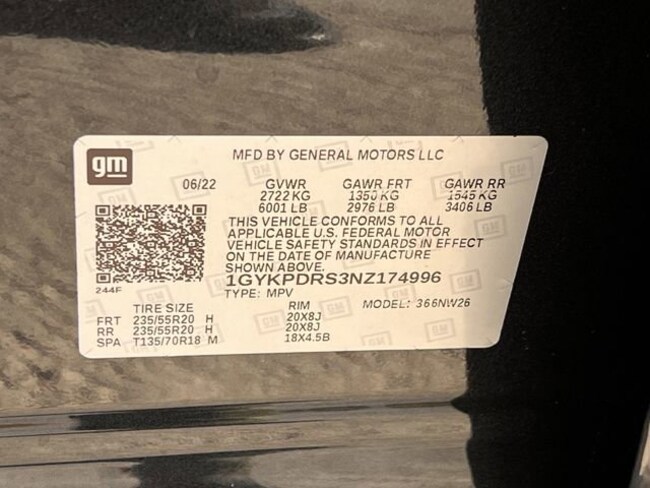 gm
MFD BY GENERAL MOTORS LLC
06/22 GVWR GAWR FRT GAWR RR
2722 KG 1350 KG 1545 KG
6001 LB 2976 LB 3406 LB
THIS VEHICLE CONFORMS TO ALL
APPLICABLE U.S. FEDERAL MOTOR
VEHICLE SAFETY STANDARDS IN EFFECT
ON THE DATE OF MANUFACTURE
SHOWN ABOVE.
1GYKPDRS3NZ174996
244F
TYPE: MPV MODEL: 366NW26
TIRE SIZE RIM
FRT 235/55R20 H 20X8J
RR 235/55R20 H 20X8J
SPA T135/70R18 M 18X4.5B